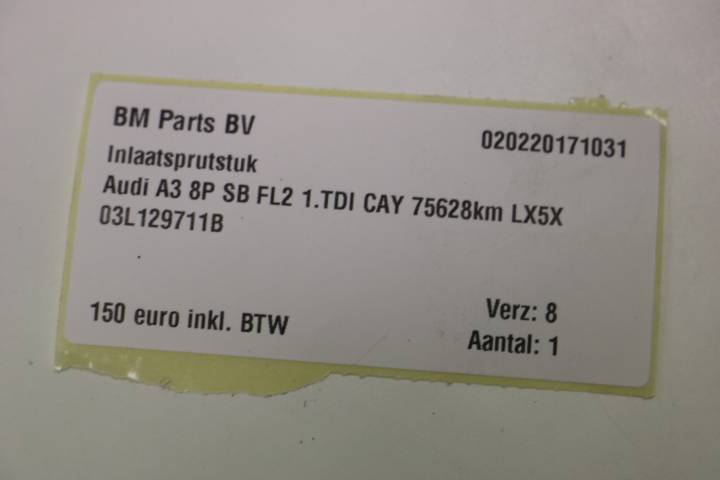 BM Parts BV 020220171031
Inlaatsprutstuk
Audi A3 8P SB FL2 1.TDI CAY 75628km LX5X
03L129711B
150 euro inkl. BTW Verz: 8
Aantal: 1